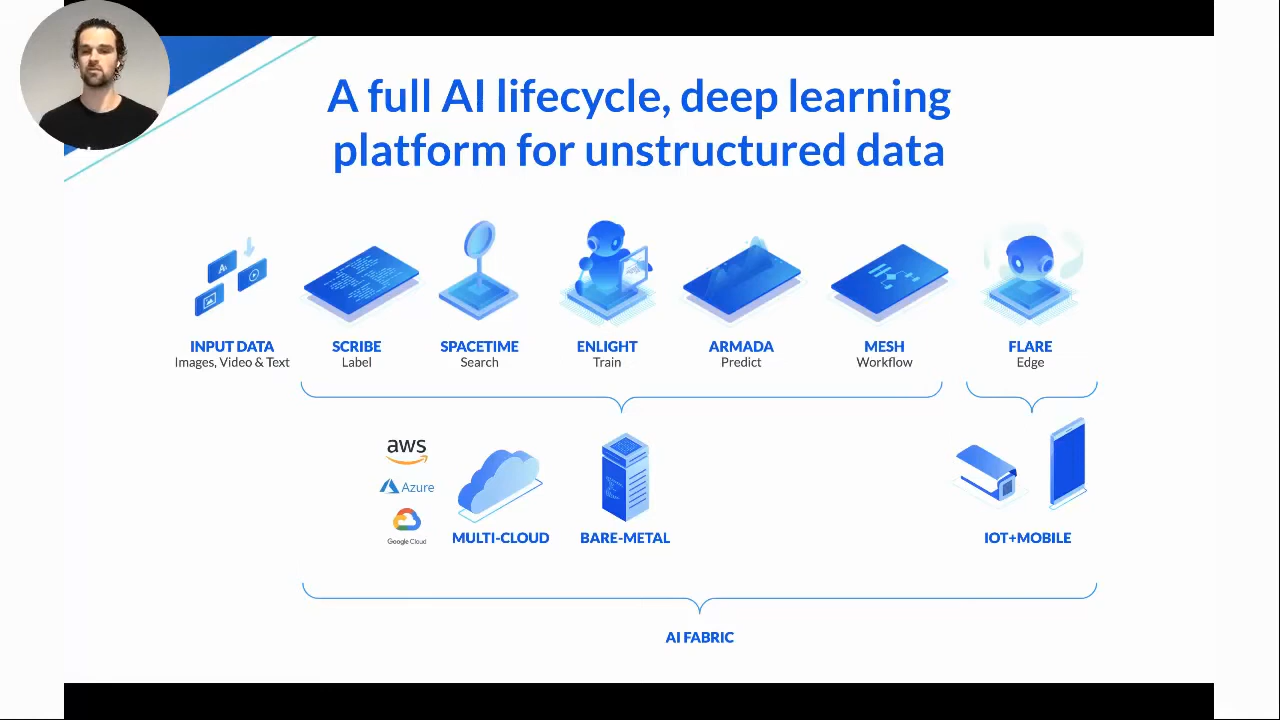 A full AI lifecycle, deep learning
platform for unstructured data
INPUT DATA
Images, Video & Text
SCRIBE
Label
SPACETIME
Search
ENLIGHT
Train
ARMADA
Predict
MESH
Workflow
FLARE
Edge
aws
Azure
Google Cloud
MULTI-CLOUD
BARE-METAL
IOT+MOBILE
AI FABRIC